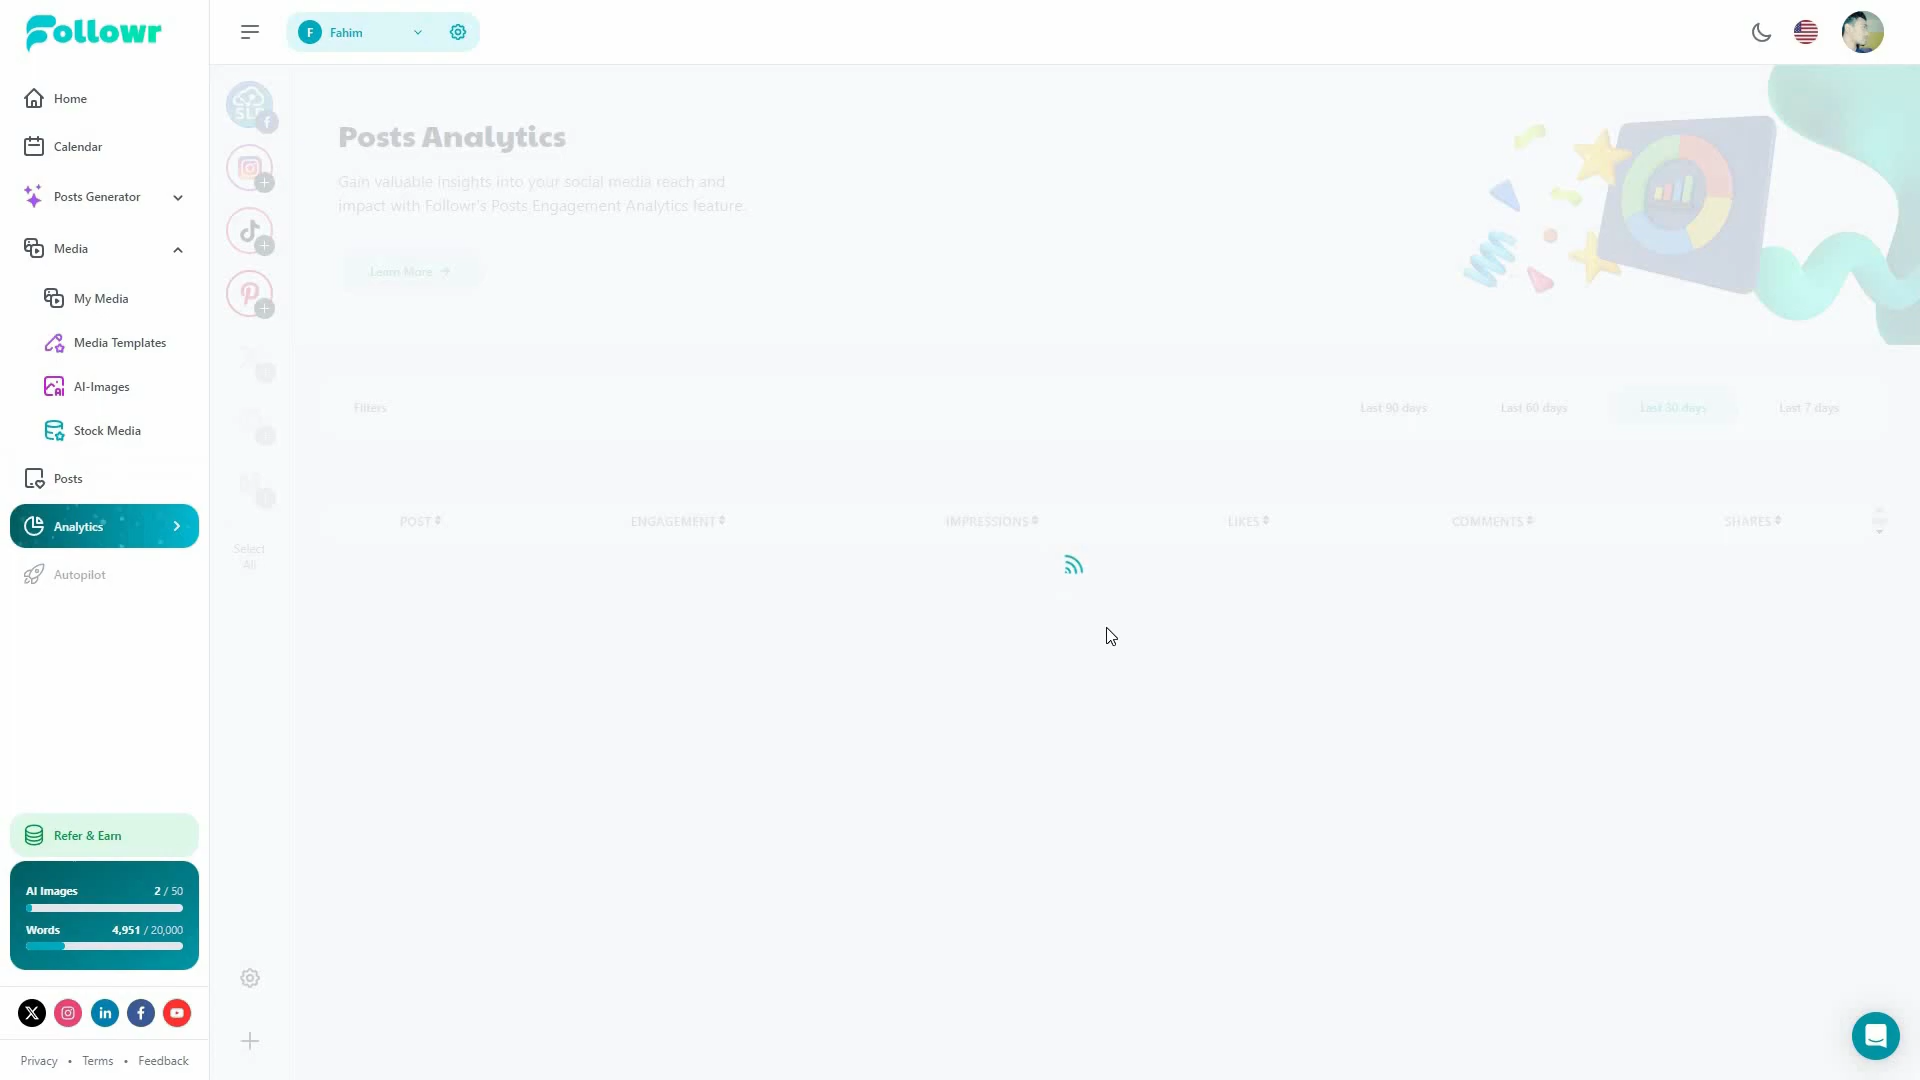 Followr
F Fahim
Home
Calendar
Posts Generator
Media
My Media
Media Templates
AI-Images
Stock Media
Posts
Analytics
Autopilot
Refer & Earn
AI Images 2 / 50
Words 4,951 / 20,000
Privacy • Terms • Feedback
SLF
Select
All
Posts Analytics
Gain valuable insights into your social media reach and
impact with Followr's Posts Engagement Analytics feature.
Learn More →
Filters
Last 90 days
Last 60 days
Last 30 days
Last 7 days
POST ENGAGEMENT IMPRESSIONS LIKES COMMENTS SHARES